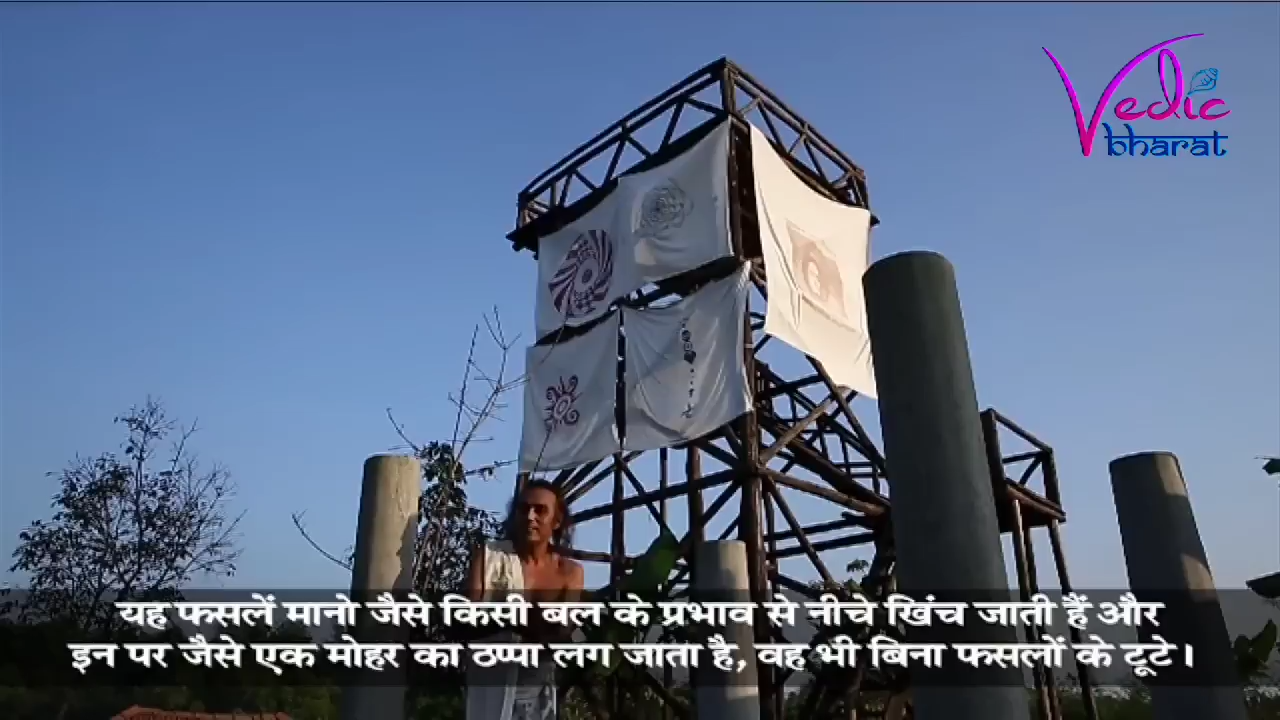 Vedic
bharat
यह फसलें मानो जैसे किसी बल के प्रभाव से नीचे खिंच जाती हैं और
इन पर जैसे एक मोहर का ठप्पा लग जाता है, वह भी बिना फसलों के टूटे।